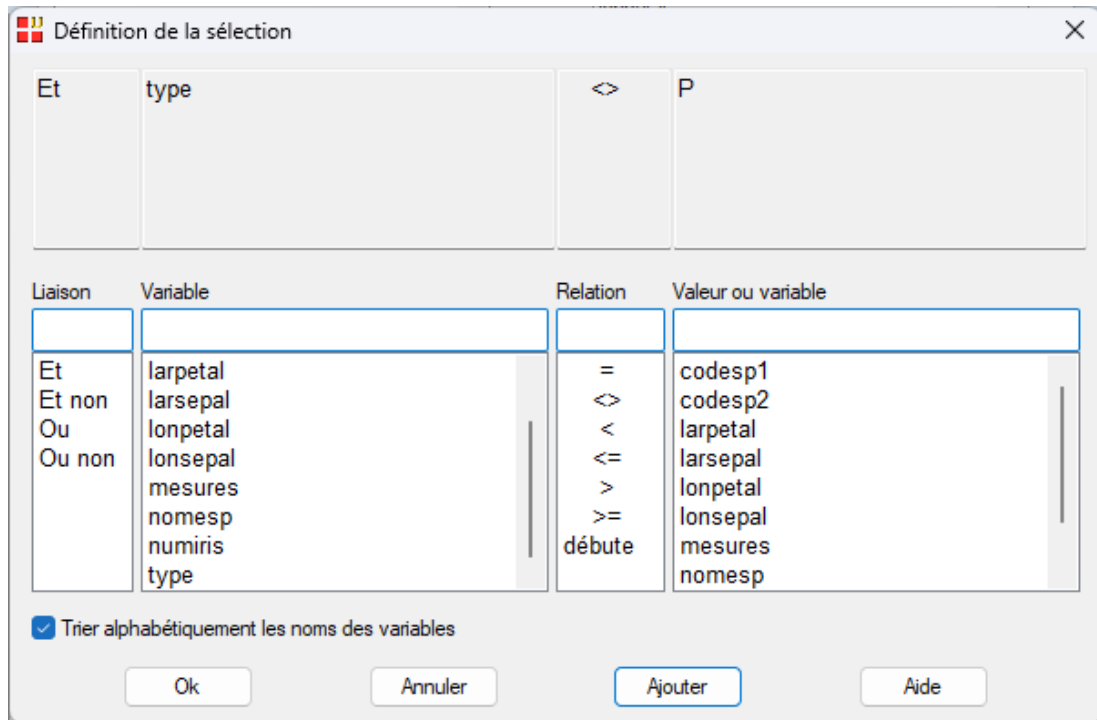 Définition de la sélection
Et type <> P
Liaison Variable Relation Valeur ou variable
Et larpetal = codesp1
Et non larsepal <> codesp2
Ou lonpetal < larpetal
Ou non lonsepal <= larsepal
mesures > lonpetal
nomesp >= lonsepal
numiris débute mesures
type nomesp
Trier alphabétiquement les noms des variables
Ok Annuler Ajouter Aide